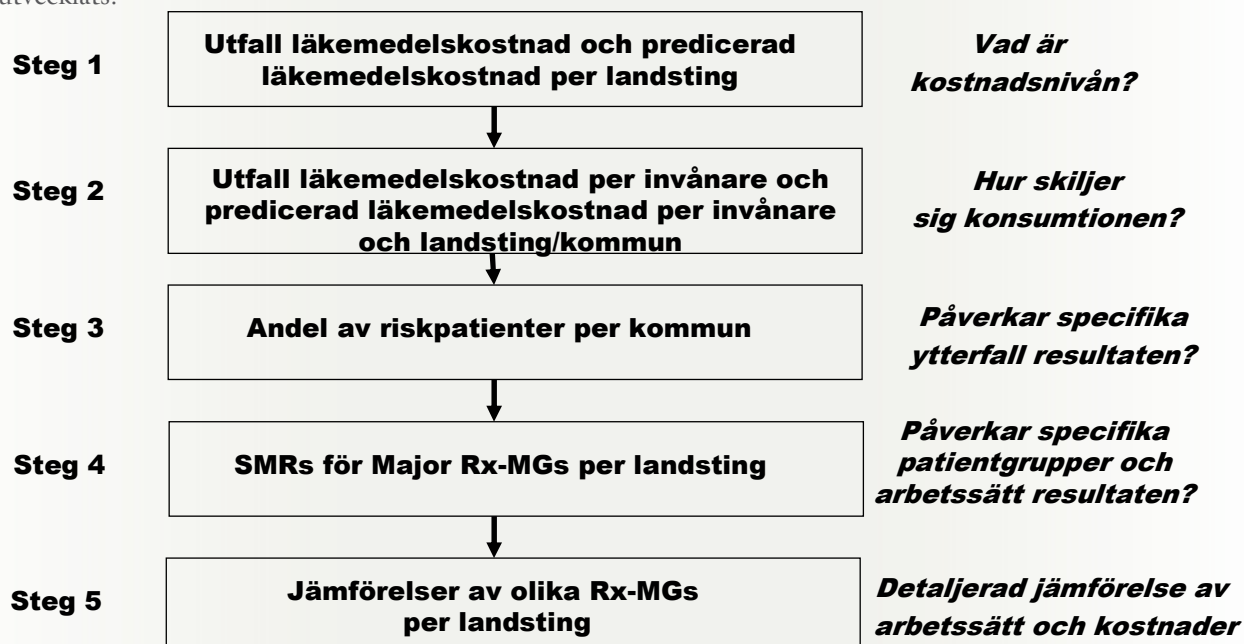 utvecklats.
Steg 1
Utfall läkemedelskostnad och predicerad
läkemedelskostnad per landsting
Vad är
kostnadsnivån?
Steg 2
Utfall läkemedelskostnad per invånare och
predicerad läkemedelskostnad per invånare
och landsting/kommun
Hur skiljer
sig konsumtionen?
Steg 3
Andel av riskpatienter per kommun
Påverkar specifika
ytterfall resultaten?
Steg 4
SMRs för Major Rx-MGs per landsting
Påverkar specifika
patientgrupper och
arbetssätt resultaten?
Steg 5
Jämförelser av olika Rx-MGs
per landsting
Detaljerad jämförelse av
arbetssätt och kostnader